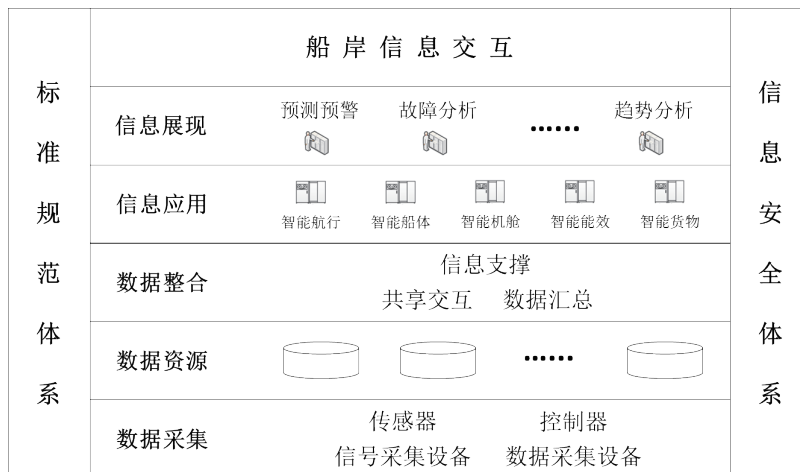 船岸信息交互
标准规范体系
信息安全体系
信息展现
预测预警 故障分析 •••••• 趋势分析
信息应用
智能航行 智能船体 智能机舱 智能能效 智能货物
数据整合
信息支撑
共享交互 数据汇总
数据资源
••••••
数据采集
传感器 控制器
信号采集设备 数据采集设备